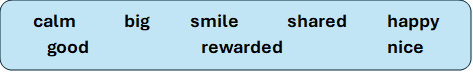 calm big smile shared happy
good rewarded nice